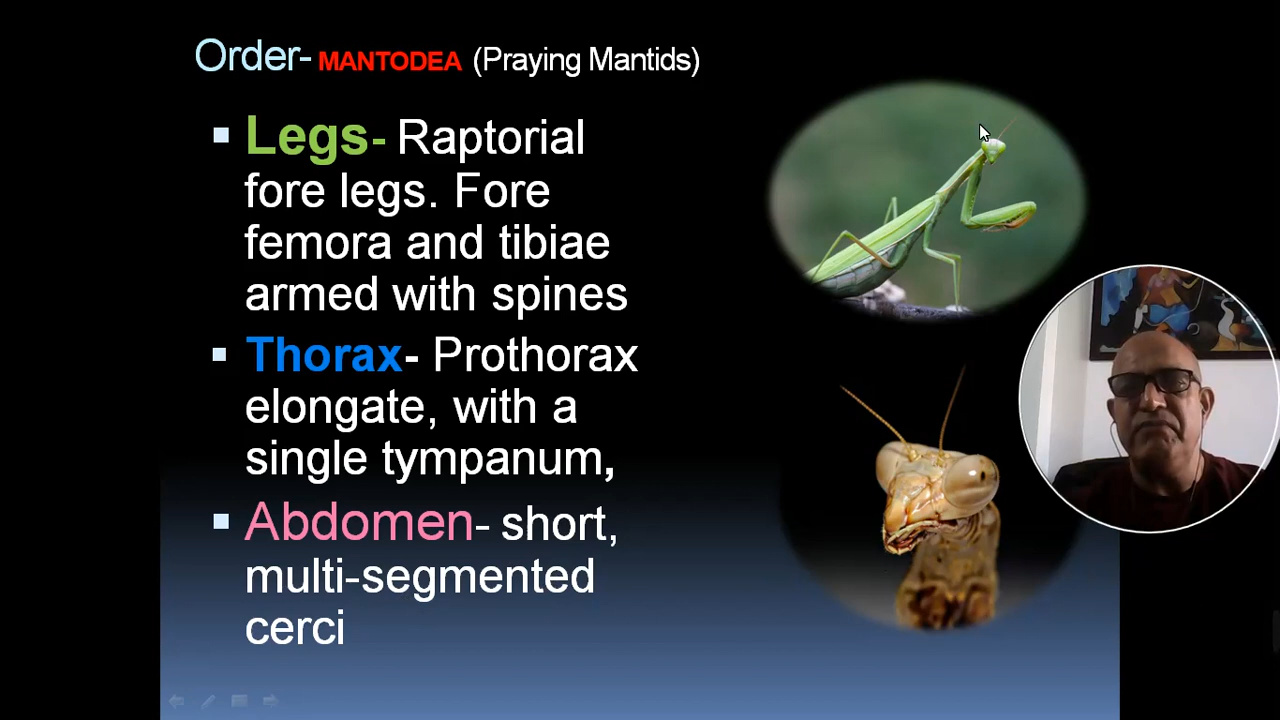 Order- MANTODEA (Praying Mantids)
Legs- Raptorial
fore legs. Fore
femora and tibiae
armed with spines
Thorax- Prothorax
elongate, with a
single tympanum,
Abdomen- short,
multi-segmented
cerci